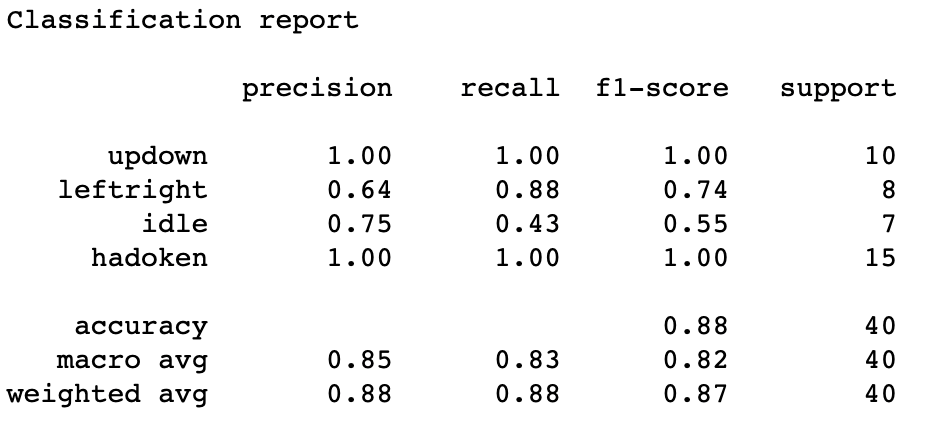 Classification report
precision recall f1-score support
updown 1.00 1.00 1.00 10
leftright 0.64 0.88 0.74 8
idle 0.75 0.43 0.55 7
hadoken 1.00 1.00 1.00 15
accuracy 0.88 40
macro avg 0.85 0.83 0.82 40
weighted avg 0.88 0.88 0.87 40